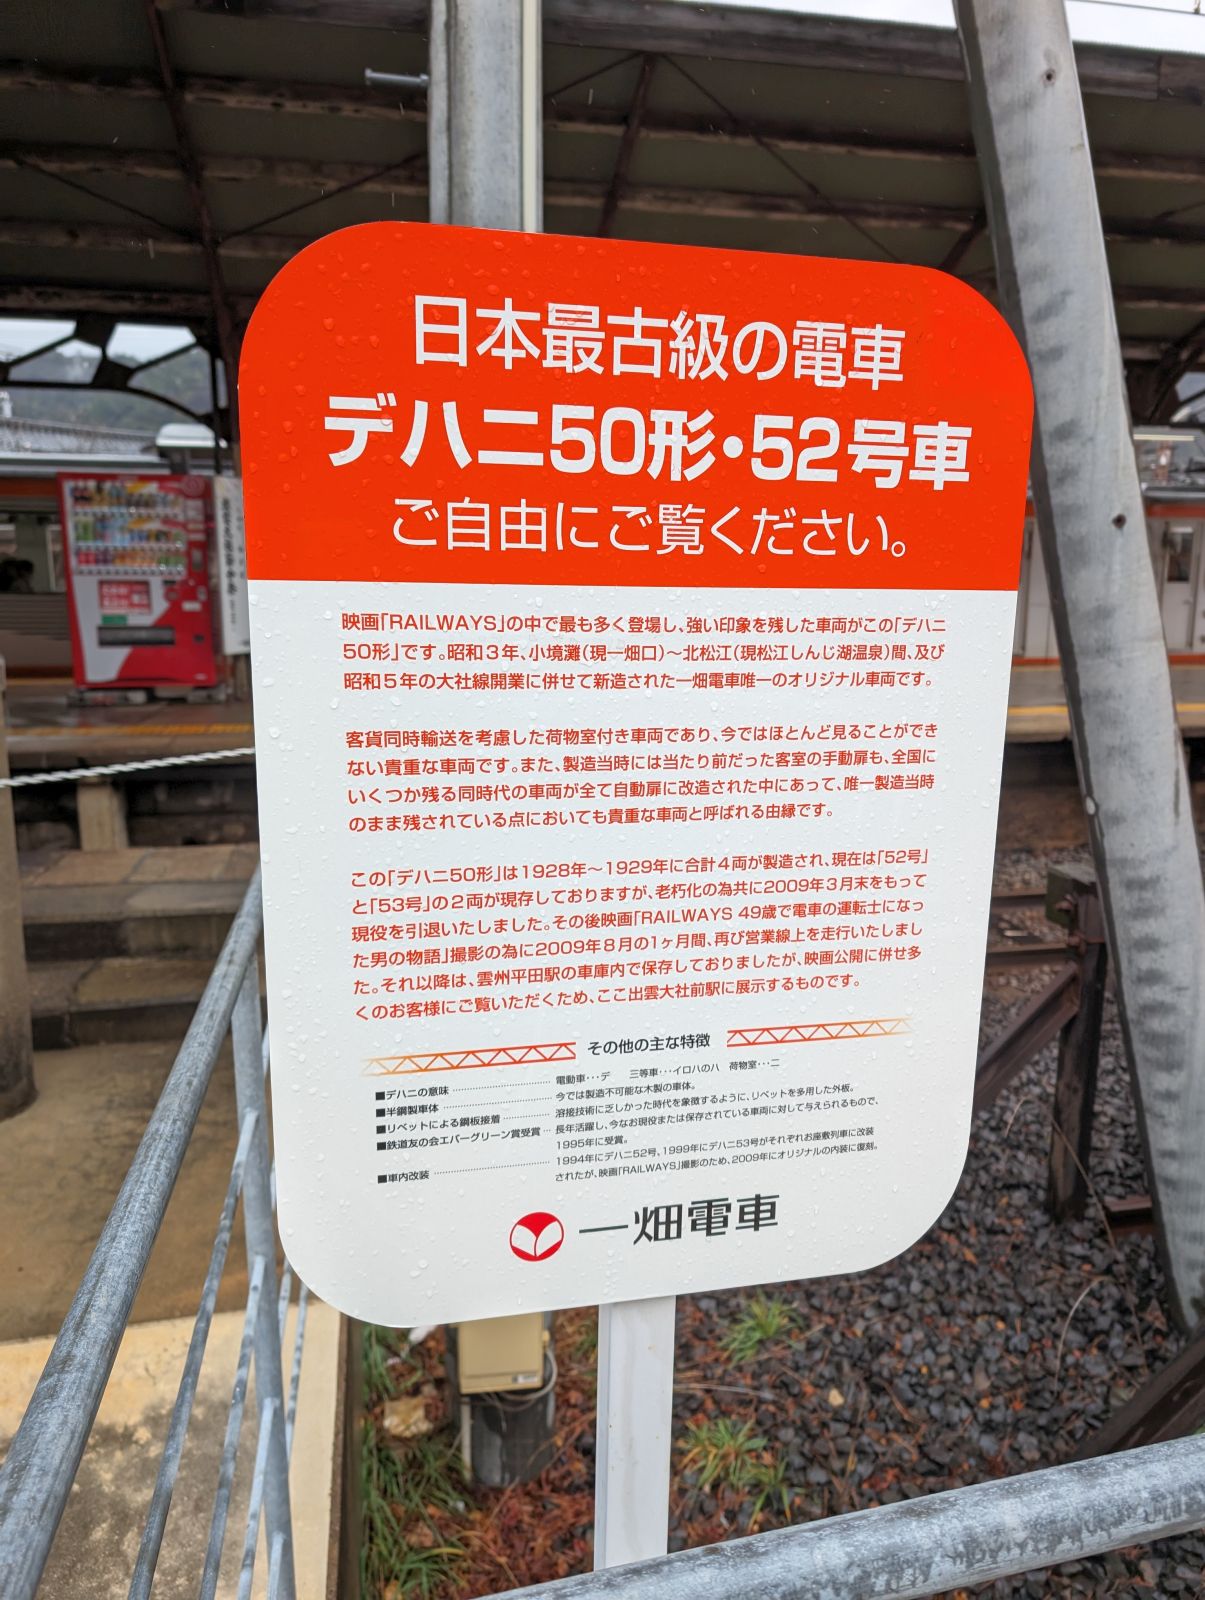 日本最古級の電車
デハニ50形・52号車
ご自由にご覧ください。
映画「RAILWAYS」の中で最も多く登場し、強い印象を残した車両がこの「デハニ
50形」です。昭和3年、小境灘(現一畑口)～北松江(現松江しんじ湖温泉)間、及び
昭和5年の大社線開業に併せて新造された一畑電車唯一のオリジナル車両です。
客貨同時輸送を考慮した荷物室付き車両であり、今ではほとんど見ることができ
ない貴重な車両です。また、製造当時には当たり前だった客室の手動扉も、全国に
いくつか残る同時代の車両が全て自動扉に改造された中にあって、唯一製造当時
のまま残されている点においても貴重な車両と呼ばれる由縁です。
この「デハニ50形」は1928年～1929年に合計4両が製造され、現在は「52号」
と「53号」の2両が現存しておりますが、老朽化の為共に2009年3月末をもって
現役を引退いたしました。その後映画「RAILWAYS 49歳で電車の運転士になっ
た男の物語」撮影の為に2009年8月の1ヶ月間、再び営業線上を走行いたしまし
た。それ以降は、雲州平田駅の車庫内で保存しておりましたが、映画公開に併せ多
くのお客様にご覧いただくため、ここ出雲大社前駅に展示するものです。
その他の主な特徴
■デハニの意味 電動車・・・デ 三等車・・・イロハのハ 荷物室・・・ニ
■半鋼製車体 今では製造不可能な木製の車体。
■リベットによる鋼板接着 溶接技術に乏しかった時代を象徴するように、リベットを多用した外板。
■鉄道友の会エバーグリーン賞受賞 長年活躍し、今なお現役または保存されている車両に対して与えられるもので、
1995年に受賞。
■車内改装 1994年にデハニ52号、1999年にデハニ53号がそれぞれお座敷列車に改装
されたが、映画「RAILWAYS」撮影のため、2009年にオリジナルの内装に復刻。
一畑電車